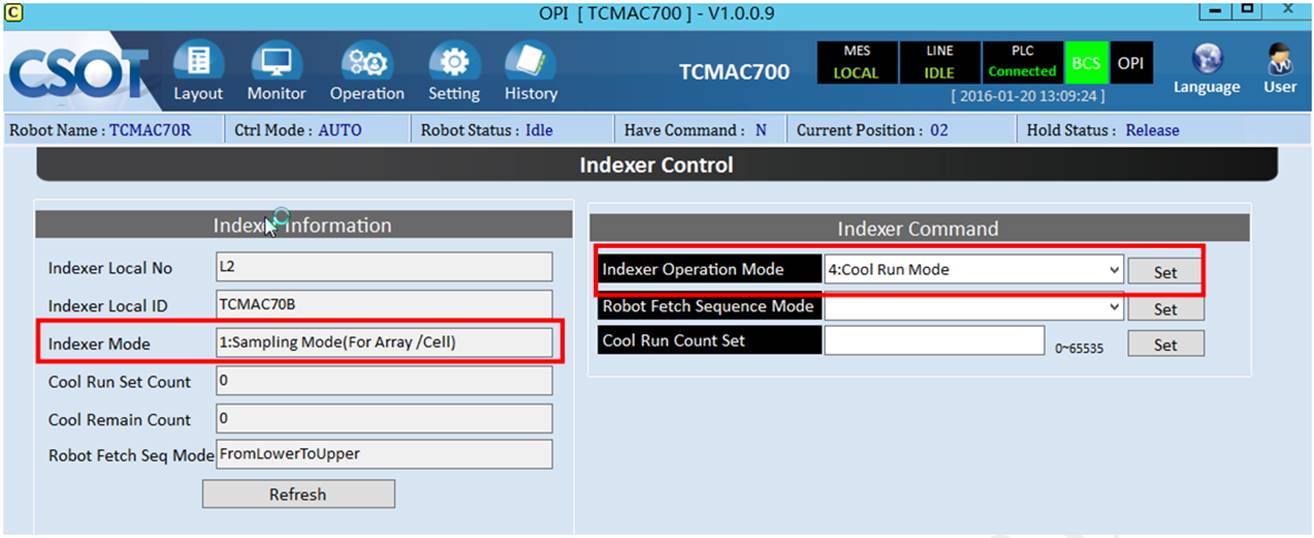 C
OPI [ TCMAC700 ] - V1.0.0.9
CSOT
Layout
Monitor
Operation
Setting
History
TCMAC700
MES
LOCAL
LINE
IDLE
PLC
Connected
BCS
OPI
[ 2016-01-20 13:09:24 ]
Language
User
Robot Name : TCMAC70R
Ctrl Mode : AUTO
Robot Status : Idle
Have Command : N
Current Position : 02
Hold Status : Release
Indexer Control
Indexer Information
Indexer Local No L2
Indexer Local ID TCMAC70B
Indexer Mode 1:Sampling Mode(For Array /Cell)
Cool Run Set Count 0
Cool Remain Count 0
Robot Fetch Seq Mode FromLowerToUpper
Refresh
Indexer Command
Indexer Operation Mode 4:Cool Run Mode Set
Robot Fetch Sequence Mode Set
Cool Run Count Set 0~65535 Set